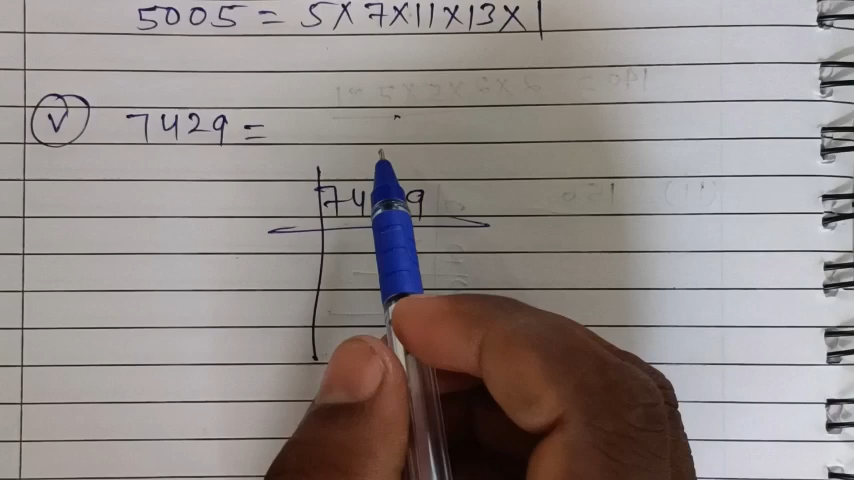 5005 = 5×7×11×13×1
(V) 7429 =